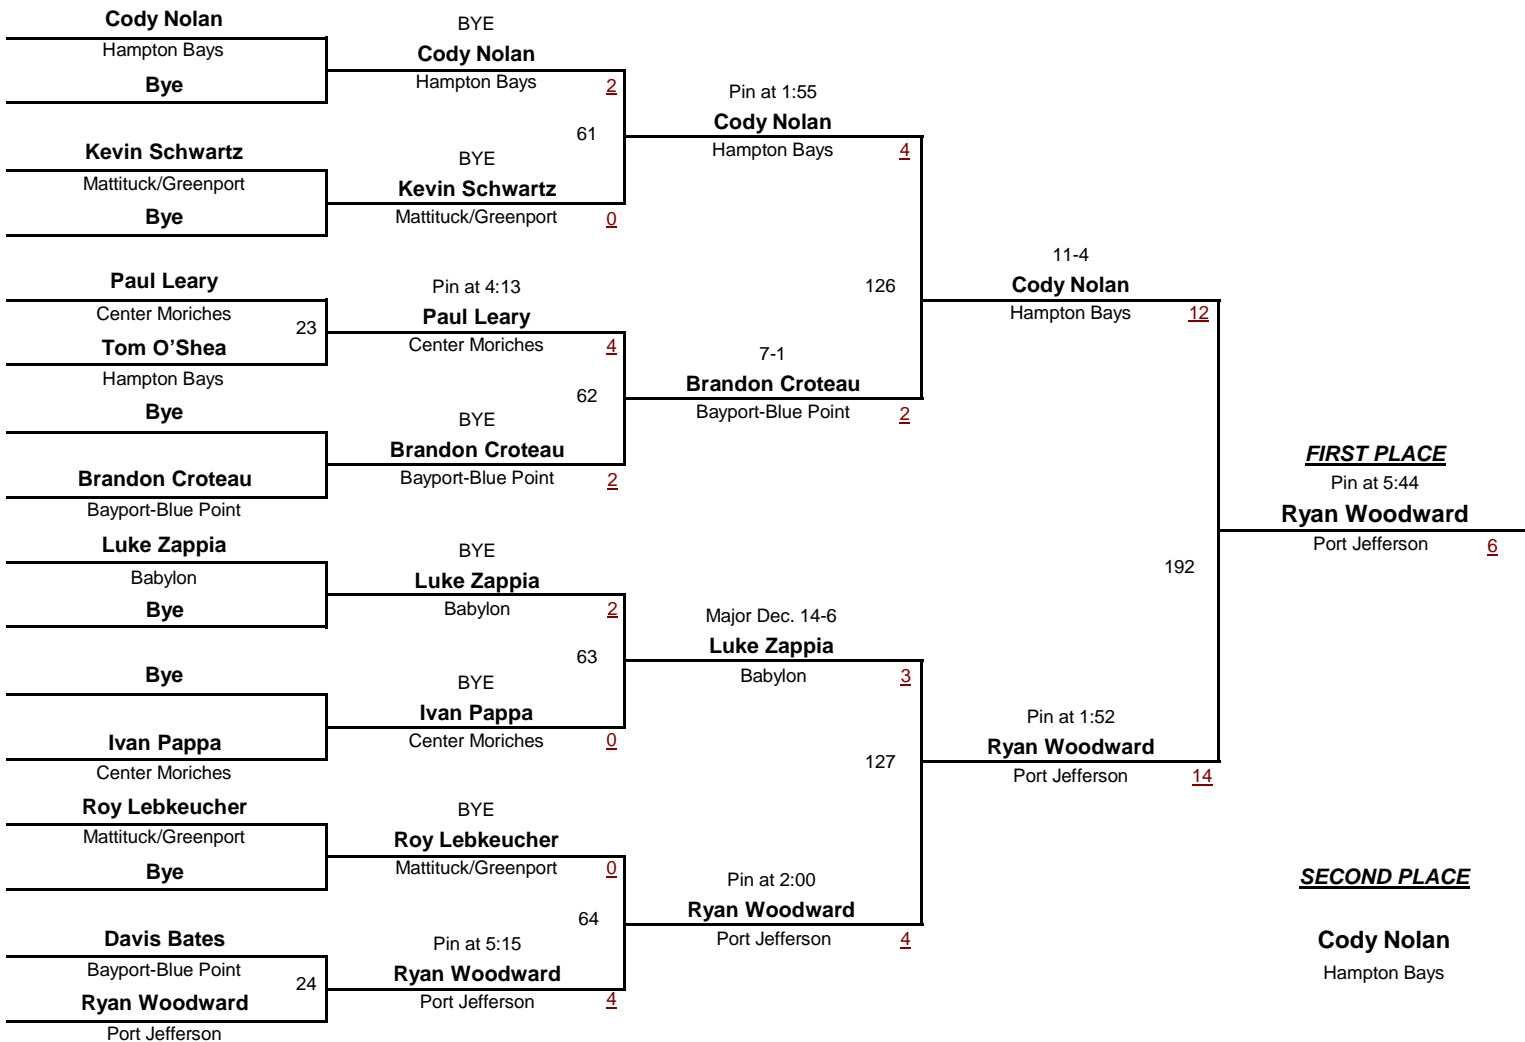 Cody Nolan
Hampton Bays
Bye
Kevin Schwartz
Mattituck/Greenport
Bye
Paul Leary
Center Moriches
23
Tom O'Shea
Hampton Bays
Bye
Brandon Croteau
Bayport-Blue Point
Luke Zappia
Babylon
Bye
Bye
Ivan Pappa
Center Moriches
Roy Lebkeucher
Mattituck/Greenport
Bye
Davis Bates
Bayport-Blue Point
24
Ryan Woodward
Port Jefferson
BYE
Cody Nolan
Hampton Bays 2
61
BYE
Kevin Schwartz
Mattituck/Greenport 0
Pin at 4:13
Paul Leary
Center Moriches 4
62
BYE
Brandon Croteau
Bayport-Blue Point 2
BYE
Luke Zappia
Babylon 2
63
BYE
Ivan Pappa
Center Moriches 0
BYE
Roy Lebkeucher
Mattituck/Greenport 0
64
Pin at 5:15
Ryan Woodward
Port Jefferson 4
Pin at 1:55
Cody Nolan
Hampton Bays 4
126
7-1
Brandon Croteau
Bayport-Blue Point 2
Major Dec. 14-6
Luke Zappia
Babylon 3
127
Pin at 2:00
Ryan Woodward
Port Jefferson 4
11-4
Cody Nolan
Hampton Bays 12
192
Pin at 1:52
Ryan Woodward
Port Jefferson 14
FIRST PLACE
Pin at 5:44
Ryan Woodward
Port Jefferson 6
SECOND PLACE
Cody Nolan
Hampton Bays